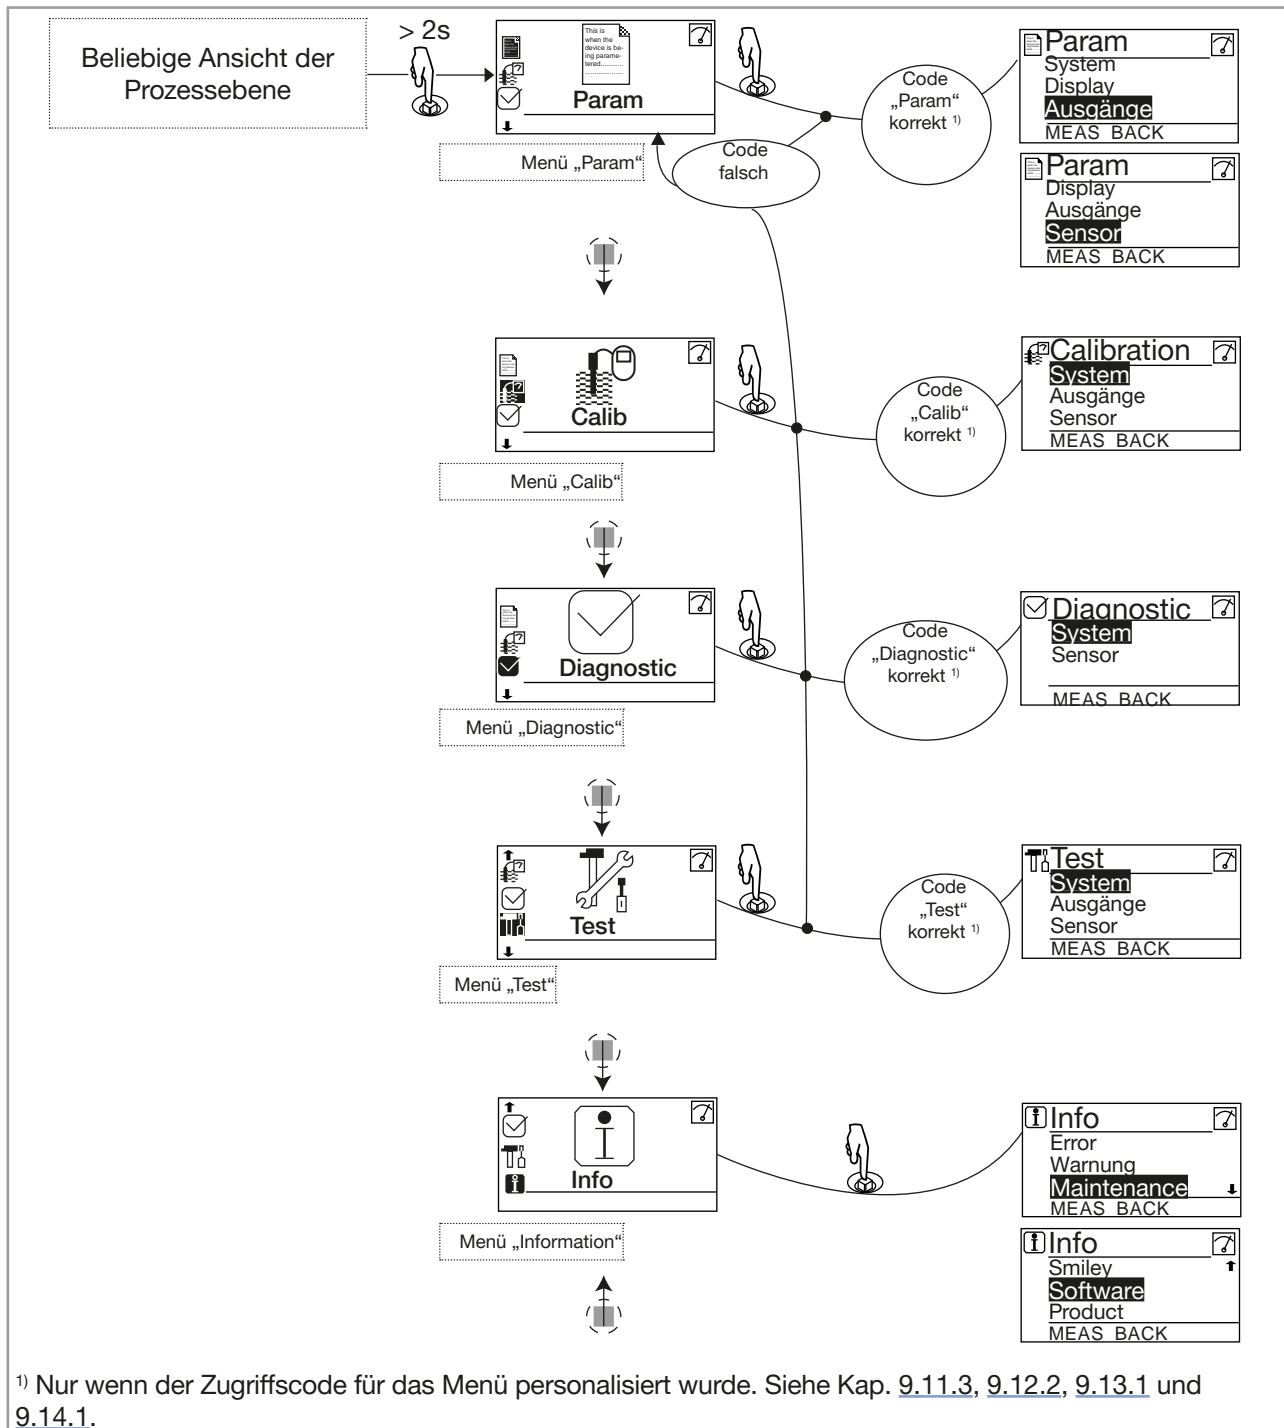 Beliebige Ansicht der
Prozessebene
> 2s
This is
when the
device is be-
ing parame-
tered...........
Param
Menü „Param“
Code
falsch
Code
„Param“
korrekt 1)
Param
System
Display
Ausgänge
MEAS BACK
Param
Display
Ausgänge
Sensor
MEAS BACK
Calib
Menü „Calib“
Code
„Calib“
korrekt 1)
Calibration
System
Ausgänge
Sensor
MEAS BACK
Diagnostic
Menü „Diagnostic“
Code
„Diagnostic“
korrekt 1)
Diagnostic
System
Sensor
MEAS BACK
Test
Menü „Test“
Code
„Test“
korrekt 1)
Test
System
Ausgänge
Sensor
MEAS BACK
Info
Menü „Information“
Info
Error
Warnung
Maintenance
MEAS BACK
Info
Smiley
Software
Product
MEAS BACK
1) Nur wenn der Zugriffscode für das Menü personalisiert wurde. Siehe Kap. 9.11.3, 9.12.2, 9.13.1 und
9.14.1.